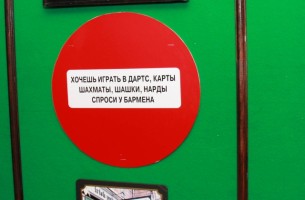 ХОЧЕШЬ ИГРАТЬ В ДАРТС, КАРТЫ
ШАХМАТЫ, ШАШКИ, НАРДЫ
СПРОСИ У БАРМЕНА